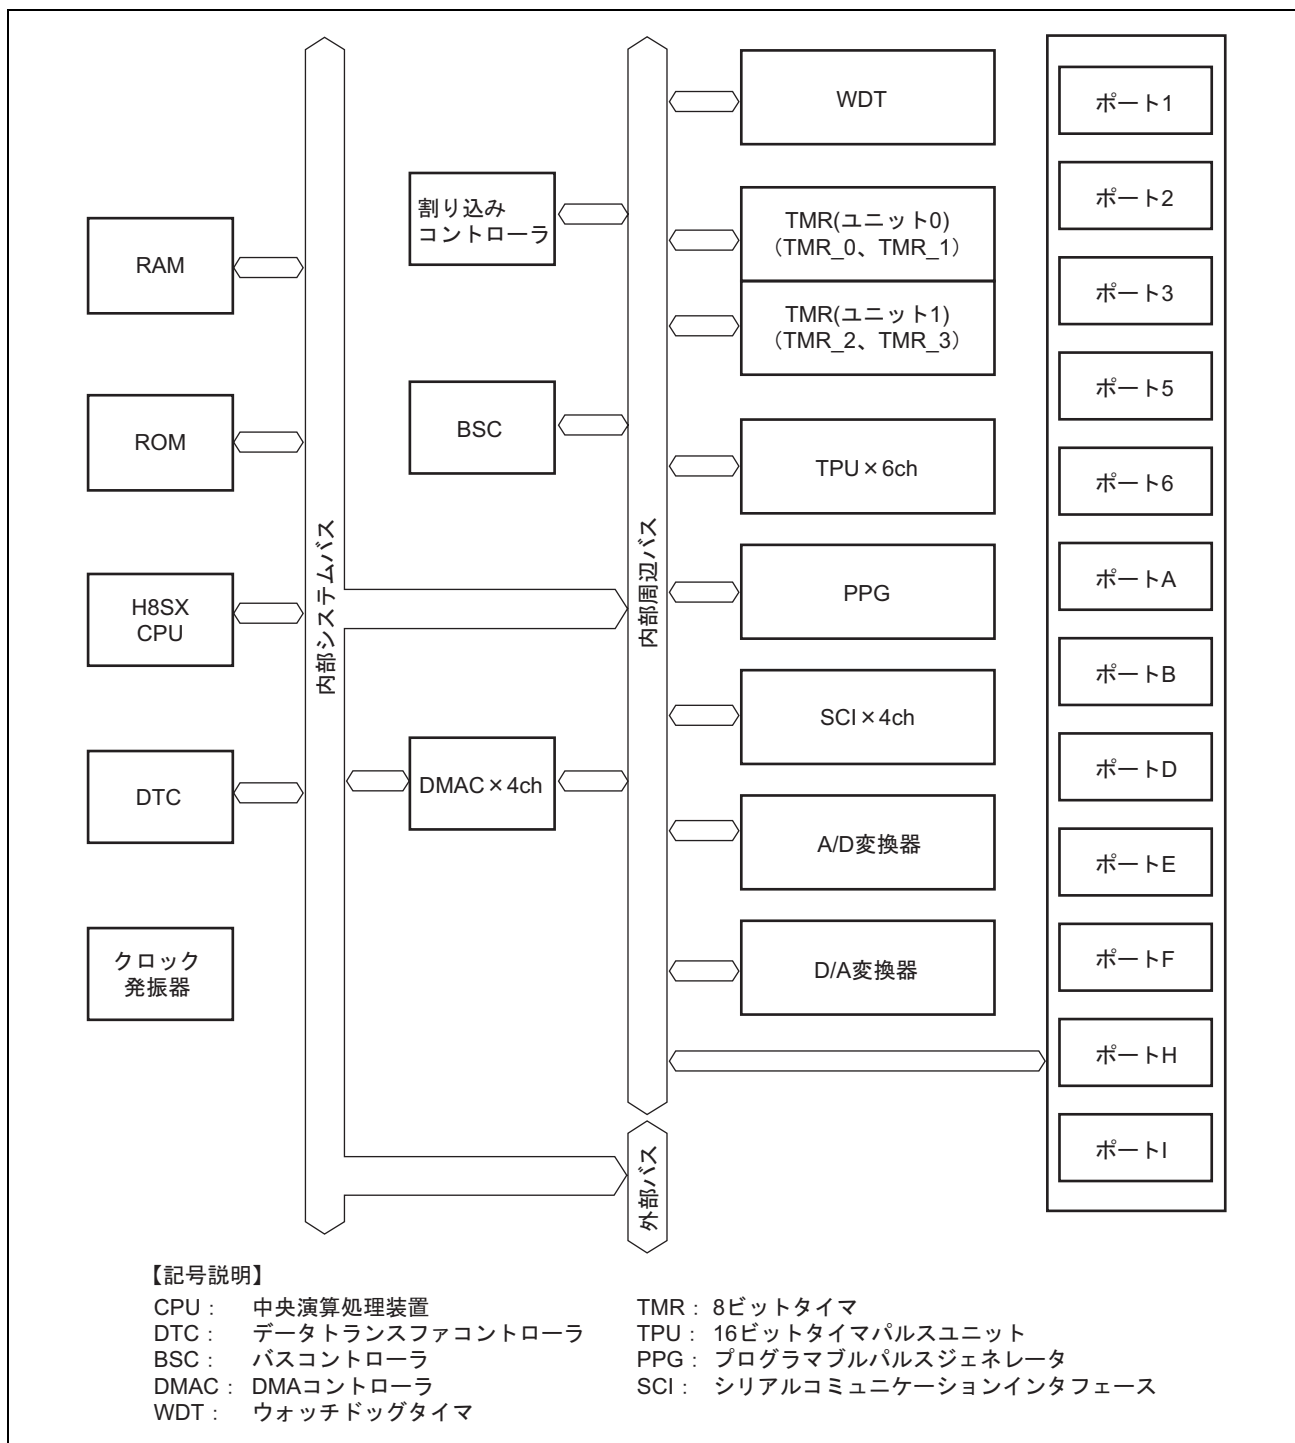 RAM
ROM
H8SX
CPU
DTC
クロック
発振器
内部システムバス
割り込み
コントローラ
BSC
DMAC×4ch
内部周辺バス
外部バス
WDT
TMR(ユニット0)
（TMR_0、TMR_1）
TMR(ユニット1)
（TMR_2、TMR_3）
TPU×6ch
PPG
SCI×4ch
A/D変換器
D/A変換器
ポート1
ポート2
ポート3
ポート5
ポート6
ポートA
ポートB
ポートD
ポートE
ポートF
ポートH
ポートI
【記号説明】
CPU： 中央演算処理装置
DTC： データトランスファコントローラ
BSC： バスコントローラ
DMAC： DMAコントローラ
WDT： ウォッチドッグタイマ
TMR： 8ビットタイマ
TPU： 16ビットタイマパルスユニット
PPG： プログラマブルパルスジェネレータ
SCI： シリアルコミュニケーションインタフェース